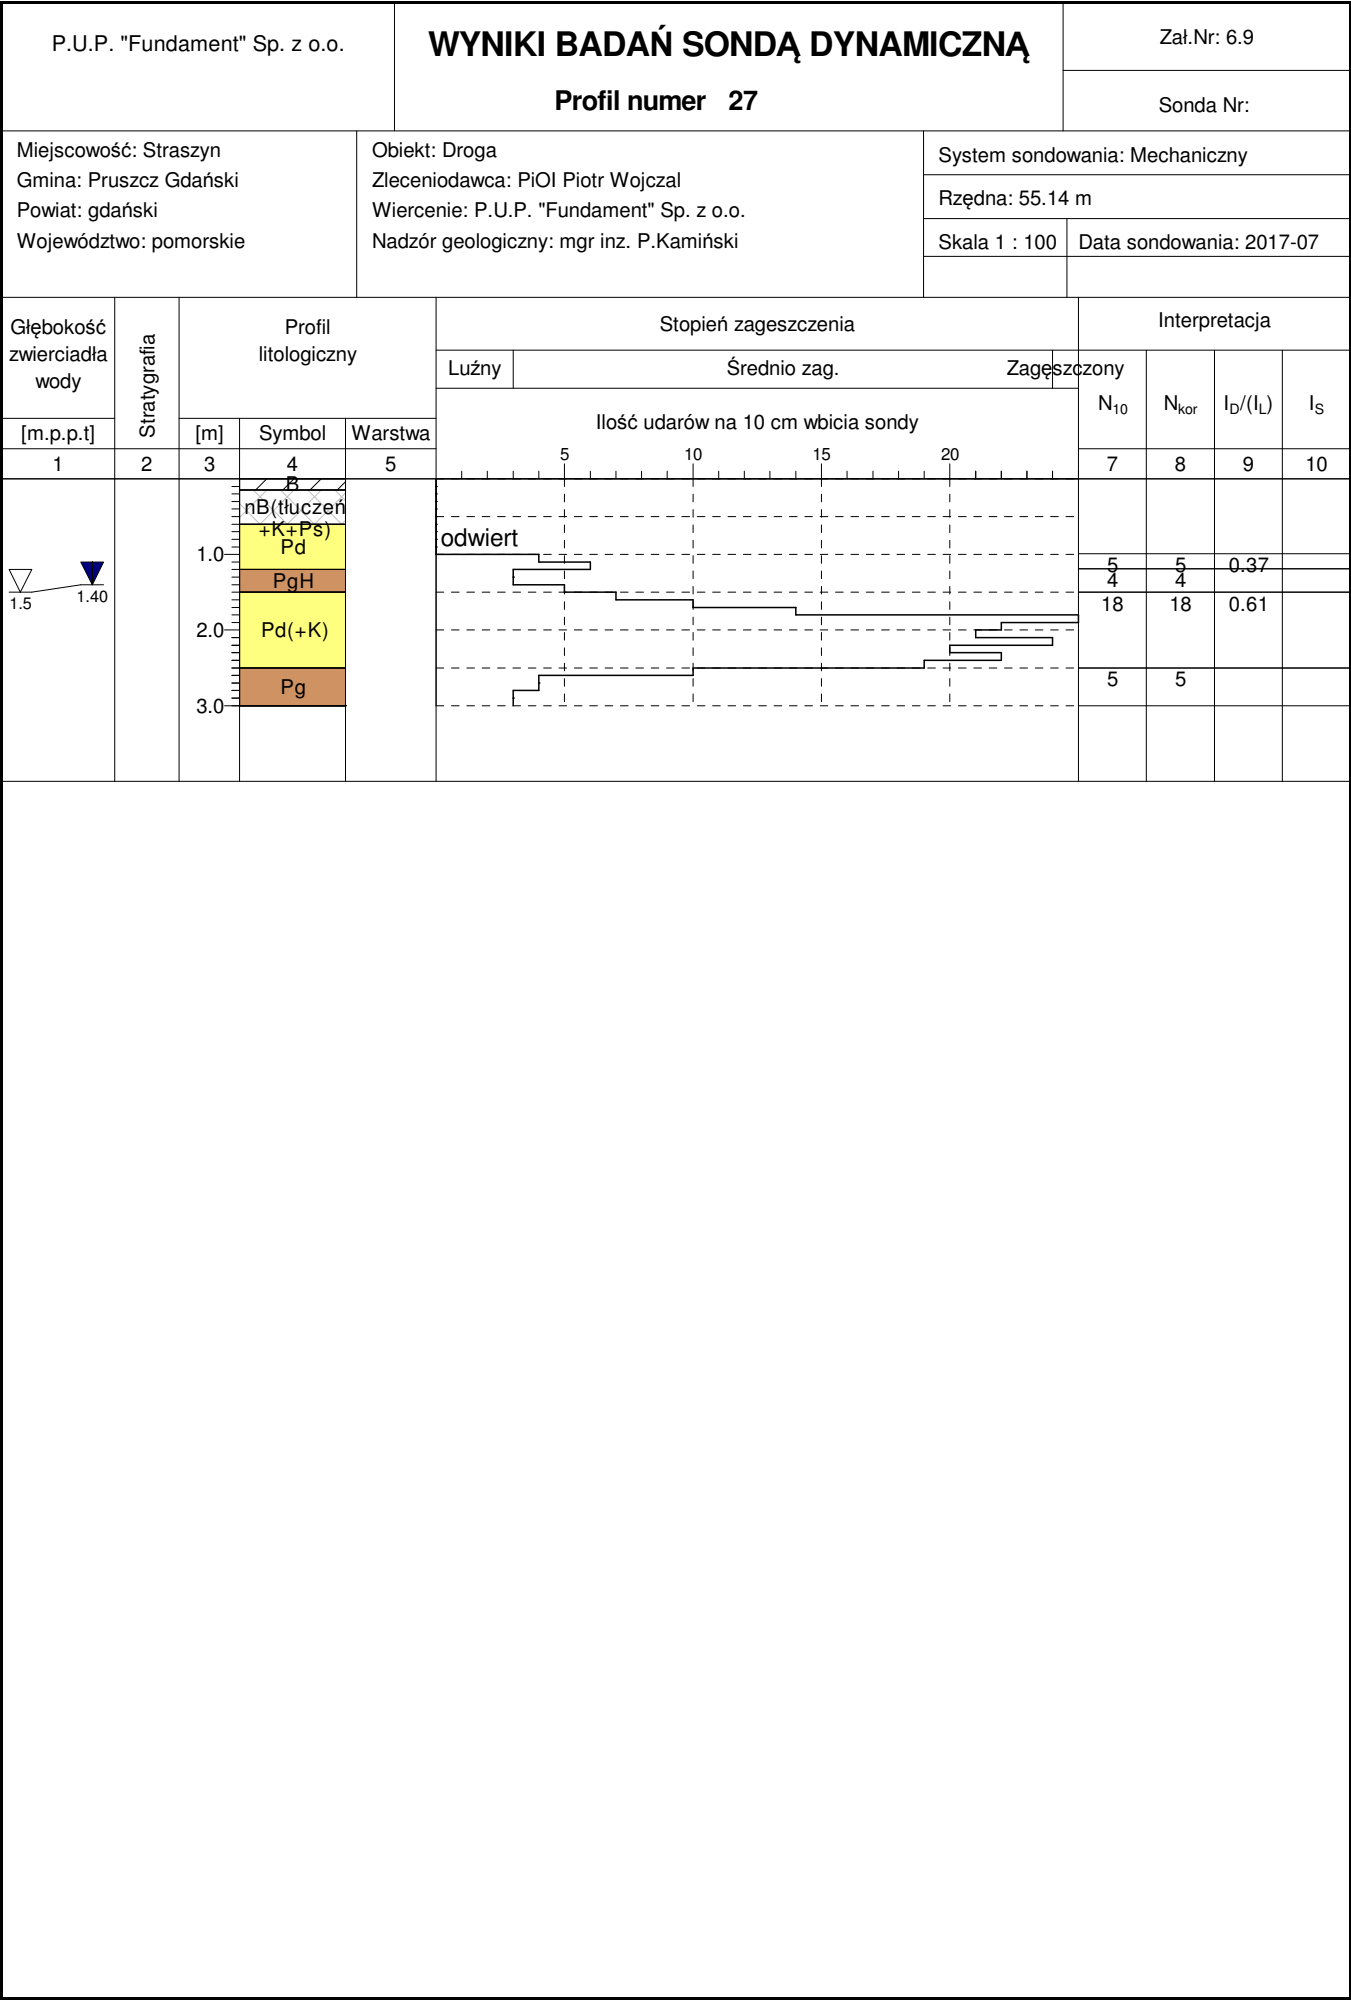 P.U.P. "Fundament" Sp. z o.o.
WYNIKI BADAŃ SONDĄ DYNAMICZNĄ
Profil numer 27
Zał.Nr: 6.9
Sonda Nr:
Miejscowość: Straszyn
Gmina: Pruszcz Gdański
Powiat: gdański
Województwo: pomorskie
Obiekt: Droga
Zleceniodawca: PiOI Piotr Wojczal
Wiercenie: P.U.P. "Fundament" Sp. z o.o.
Nadzór geologiczny: mgr inz. P.Kamiński
System sondowania: Mechaniczny
Rzędna: 55.14 m
Skala 1 : 100
Data sondowania: 2017-07
Głębokość
zwierciadła
wody
[m.p.p.t]
Stratygrafia
Profil
litologiczny
[m]
Symbol
Warstwa
Stopień zageszczenia
Luźny
Średnio zag.
Zagęszczony
Ilość udarów na 10 cm wbicia sondy
5 10 15 20
Interpretacja
N10
Nkor
ID/(IL)
IS
1 2 3 4 5 7 8 9 10
B
nB(tłuczeń
+K+Ps)
Pd
odwiert
1.0
5 5 0.37
PgH
4 4
1.5
1.40
18 18 0.61
2.0
Pd(+K)
Pg
5 5
3.0